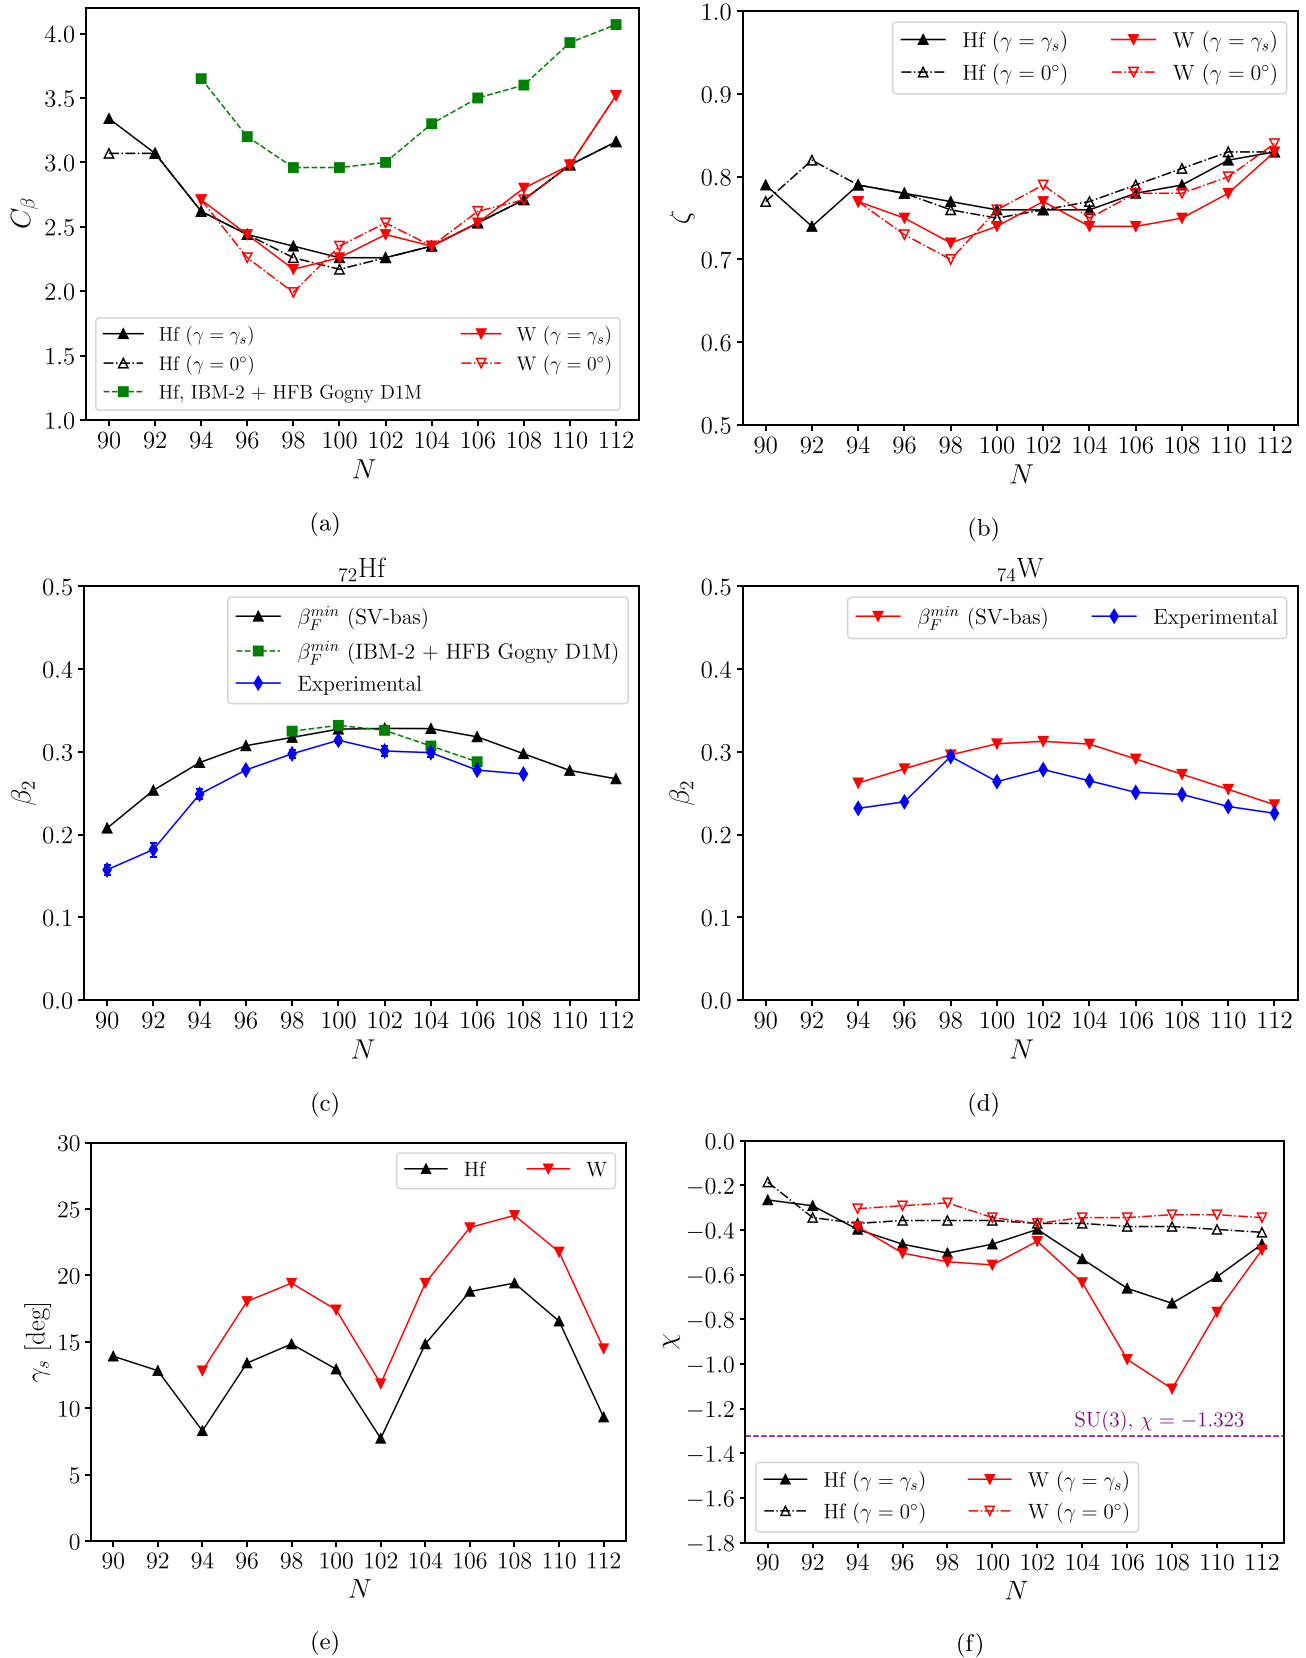 4.0
3.5
3.0
2.5
2.0
1.5
1.0
C_β
Hf (γ = γ_s)
Hf (γ = 0°)
Hf, IBM-2 + HFB Gogny D1M
W (γ = γ_s)
W (γ = 0°)
90 92 94 96 98 100 102 104 106 108 110 112
N
(a)
1.0
0.9
0.8
0.7
0.6
0.5
ζ
Hf (γ = γ_s)
Hf (γ = 0°)
W (γ = γ_s)
W (γ = 0°)
90 92 94 96 98 100 102 104 106 108 110 112
N
(b)
₇₂Hf
0.5
0.4
0.3
0.2
0.1
0.0
β₂
β_F^min (SV-bas)
β_F^min (IBM-2 + HFB Gogny D1M)
Experimental
90 92 94 96 98 100 102 104 106 108 110 112
N
(c)
₇₄W
0.5
0.4
0.3
0.2
0.1
0.0
β₂
β_F^min (SV-bas)
Experimental
90 92 94 96 98 100 102 104 106 108 110 112
N
(d)
30
25
20
15
10
5
0
γ_s [deg]
Hf
W
90 92 94 96 98 100 102 104 106 108 110 112
N
(e)
0.0
−0.2
−0.4
−0.6
−0.8
−1.0
−1.2
−1.4
−1.6
−1.8
χ
SU(3), χ = −1.323
Hf (γ = γ_s)
Hf (γ = 0°)
W (γ = γ_s)
W (γ = 0°)
90 92 94 96 98 100 102 104 106 108 110 112
N
(f)